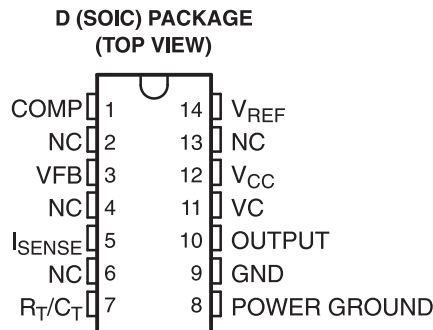 D (SOIC) PACKAGE
(TOP VIEW)
COMP 1 14 VREF
NC 2 13 NC
VFB 3 12 VCC
NC 4 11 VC
ISENSE 5 10 OUTPUT
NC 6 9 GND
RT/CT 7 8 POWER GROUND